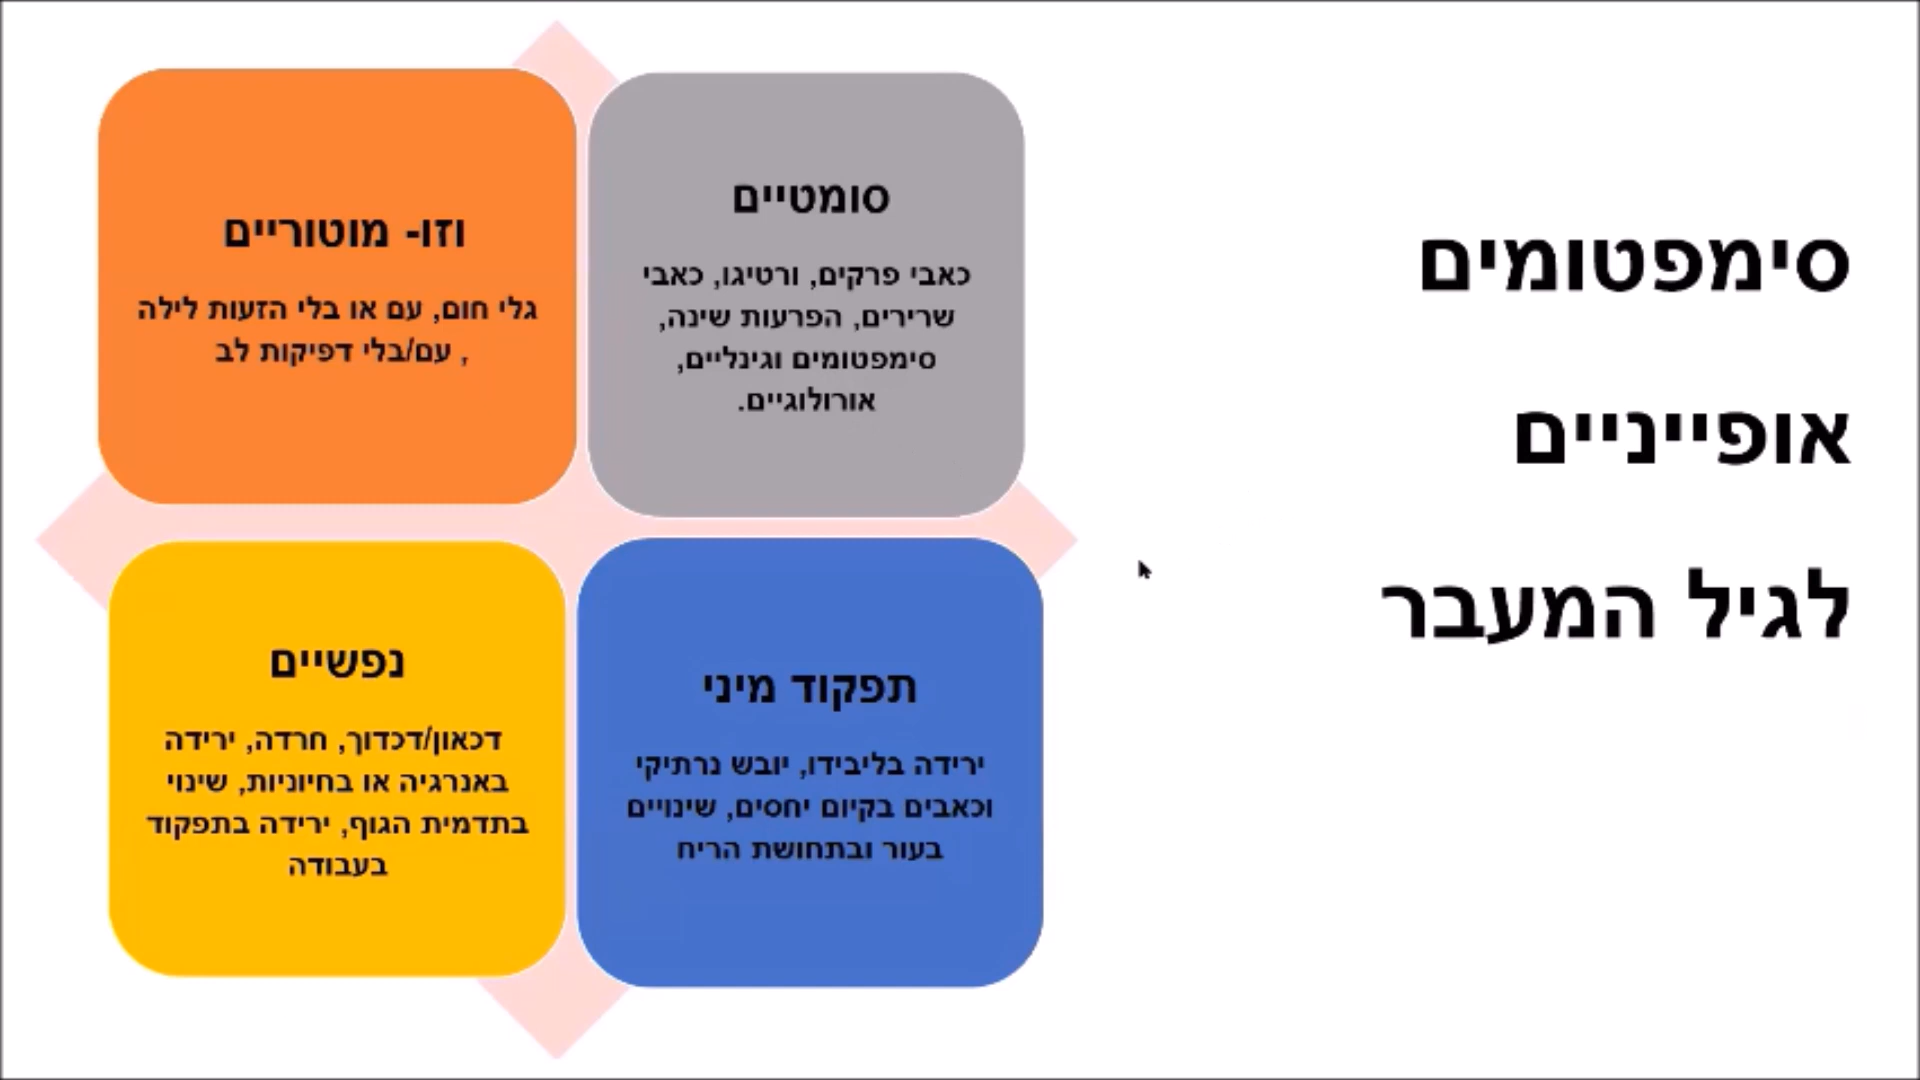 סימפטומים
אופייניים
לגיל המעבר
סומטיים
כאבי פרקים, ורטיגו, כאבי
שרירים, הפרעות שינה,
סימפטומים וגינליים,
אורולוגיים.
וזו- מוטוריים
גלי חום, עם או בלי הזעות לילה
, עם/בלי דפיקות לב
תפקוד מיני
ירידה בליבידו, יובש נרתיקי
וכאבים בקיום יחסים, שינויים
בעור ובתחושת הריח
נפשיים
דכאון/דכדוך, חרדה, ירידה
באנרגיה או בחיוניות, שינוי
בתדמית הגוף, ירידה בתפקוד
בעבודה